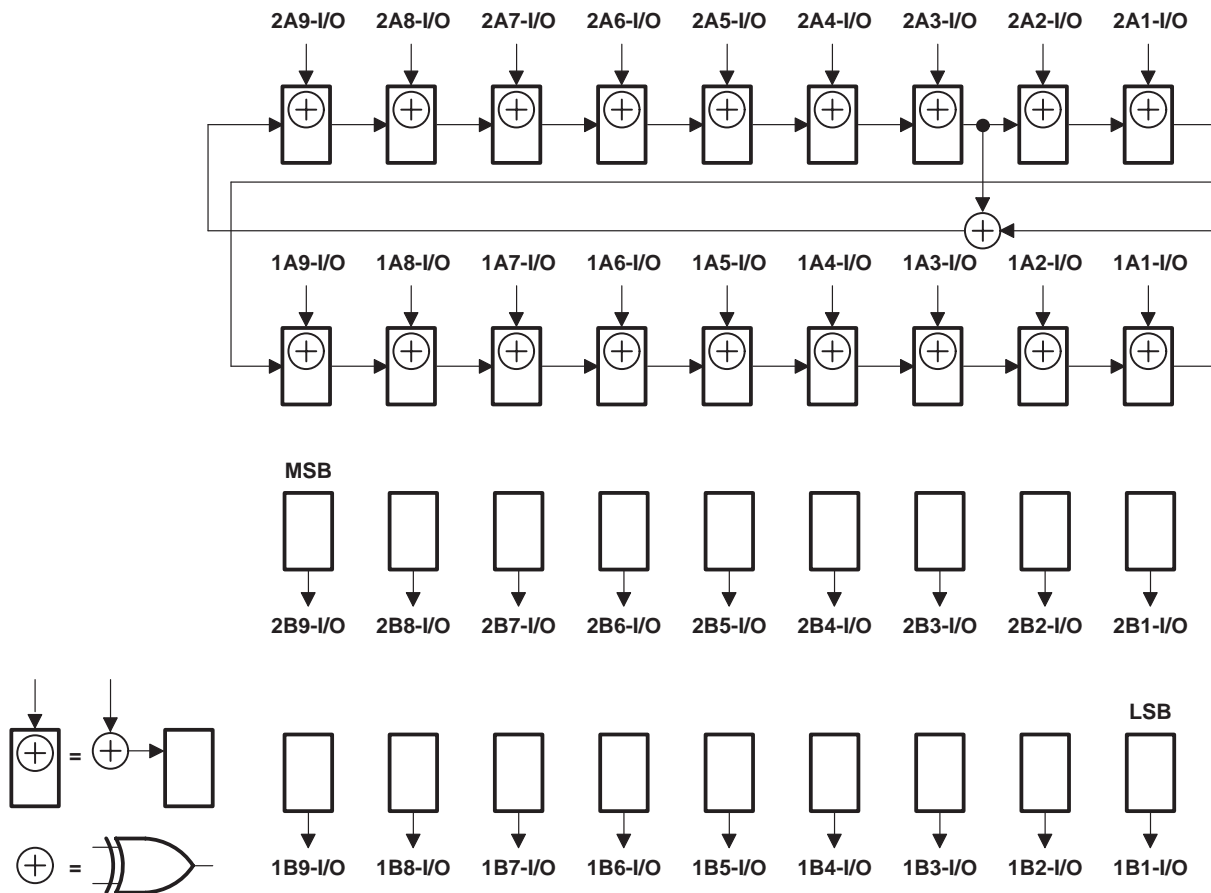 2A9-I/O 2A8-I/O 2A7-I/O 2A6-I/O 2A5-I/O 2A4-I/O 2A3-I/O 2A2-I/O 2A1-I/O
1A9-I/O 1A8-I/O 1A7-I/O 1A6-I/O 1A5-I/O 1A4-I/O 1A3-I/O 1A2-I/O 1A1-I/O
MSB
2B9-I/O 2B8-I/O 2B7-I/O 2B6-I/O 2B5-I/O 2B4-I/O 2B3-I/O 2B2-I/O 2B1-I/O
LSB
=
=
1B9-I/O 1B8-I/O 1B7-I/O 1B6-I/O 1B5-I/O 1B4-I/O 1B3-I/O 1B2-I/O 1B1-I/O